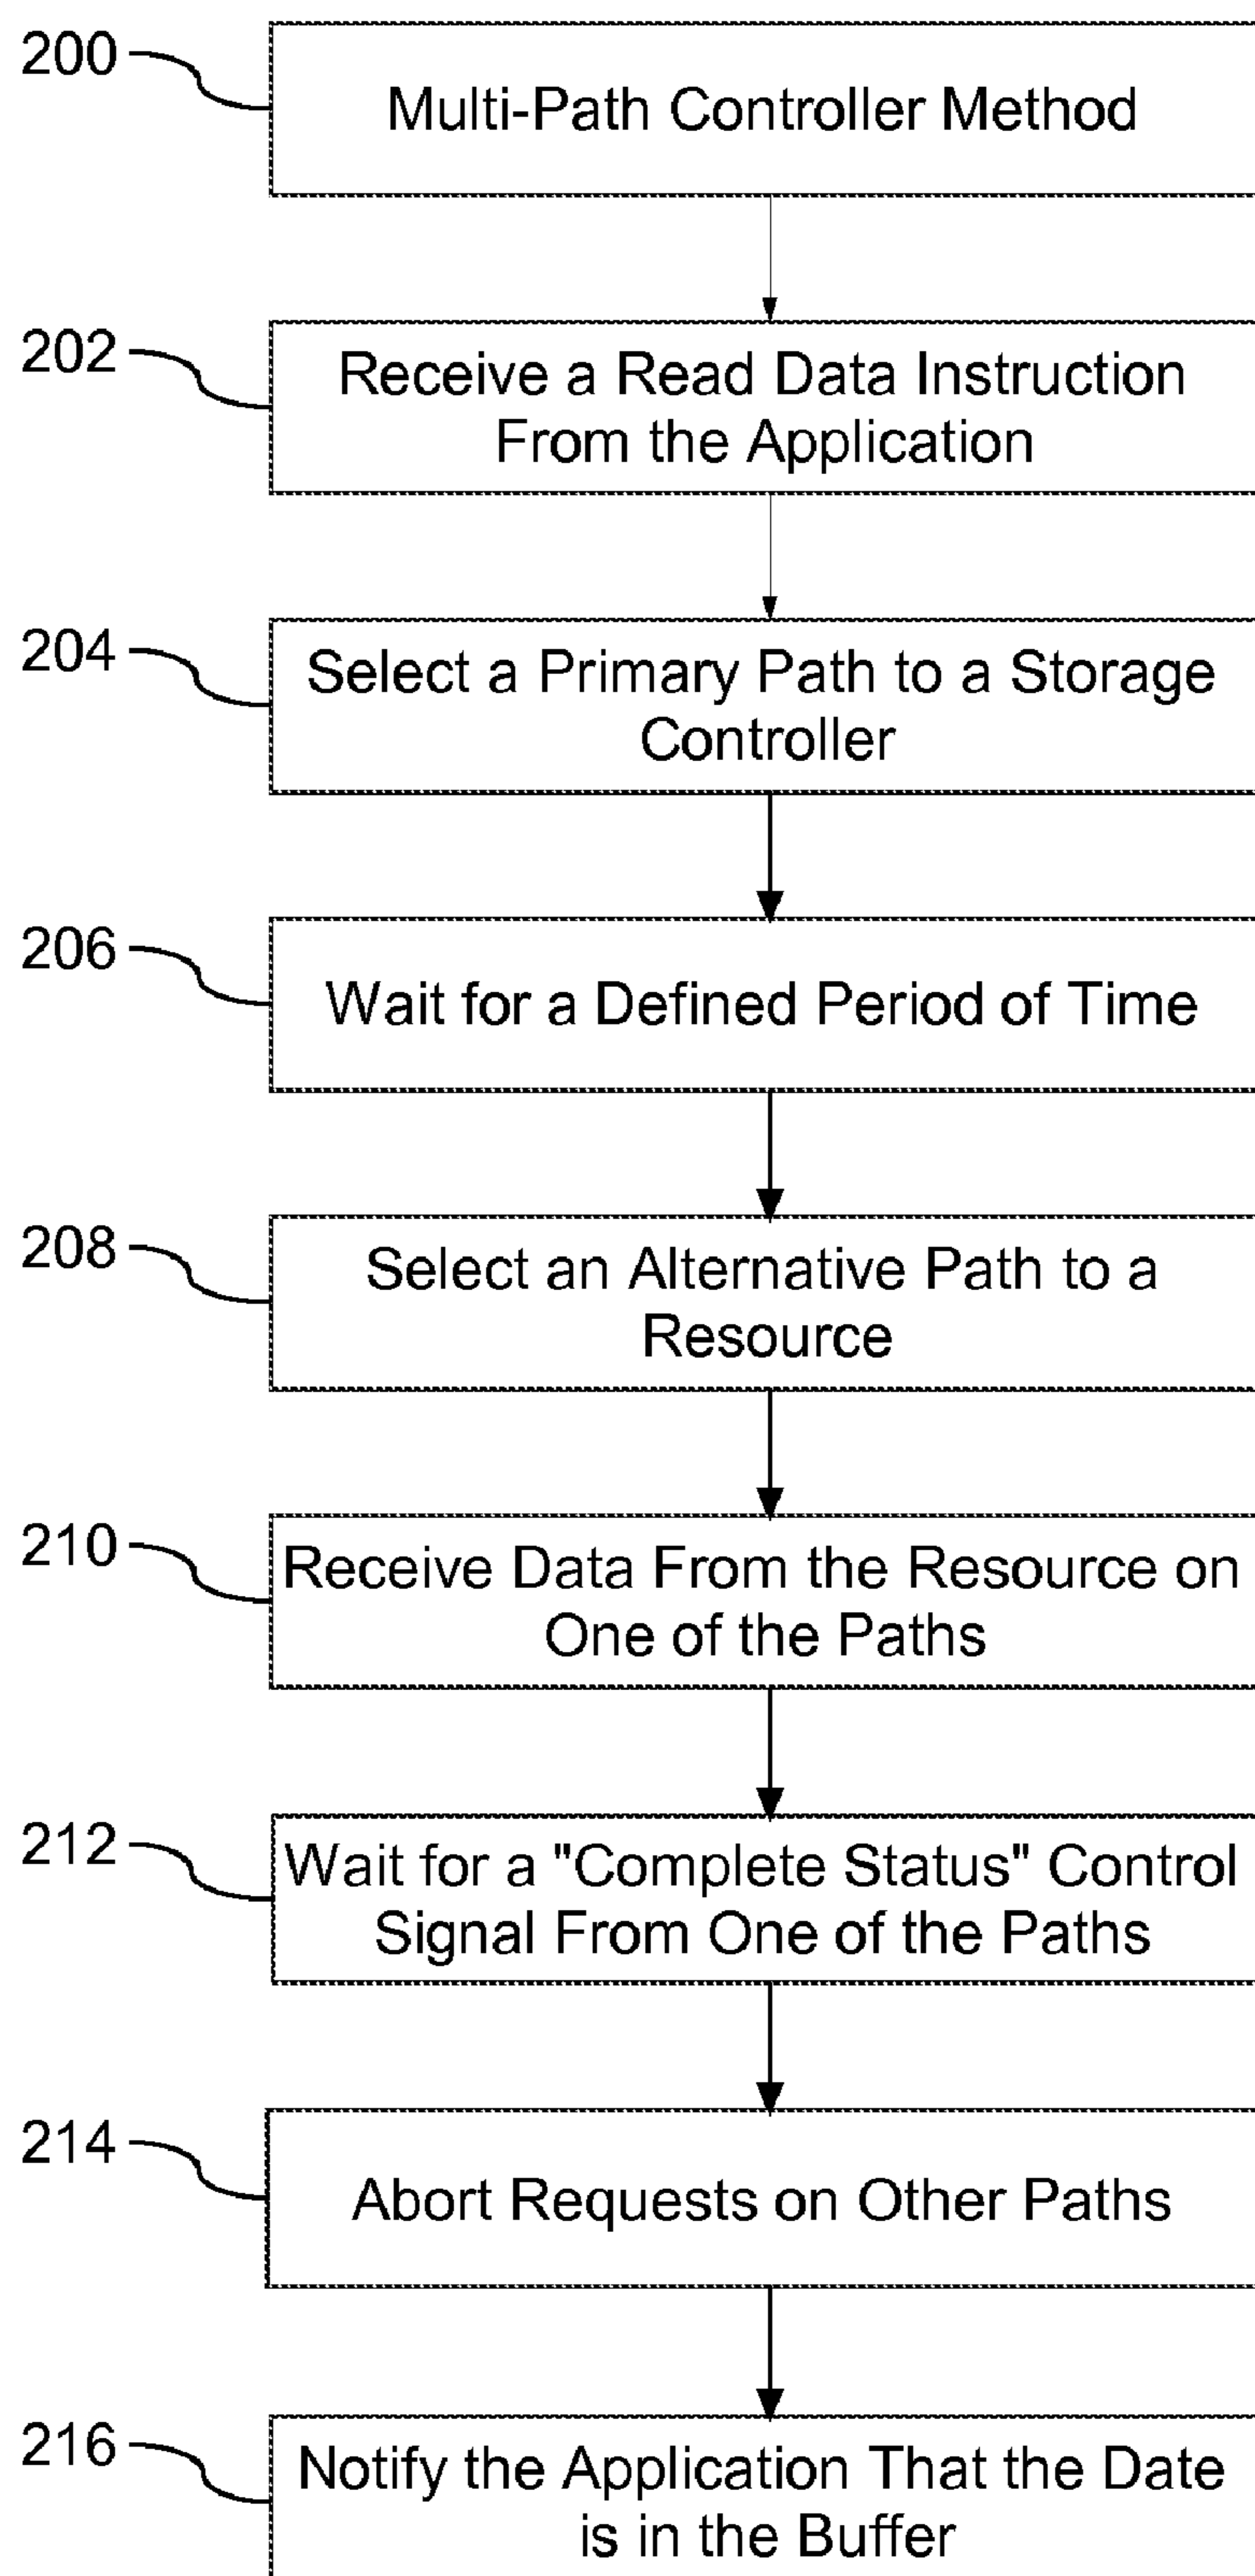 200
Multi-Path Controller Method
202
Receive a Read Data Instruction
From the Application
204
Select a Primary Path to a Storage
Controller
206
Wait for a Defined Period of Time
208
Select an Alternative Path to a
Resource
210
Receive Data From the Resource on
One of the Paths
212
Wait for a "Complete Status" Control
Signal From One of the Paths
214
Abort Requests on Other Paths
216
Notify the Application That the Date
is in the Buffer